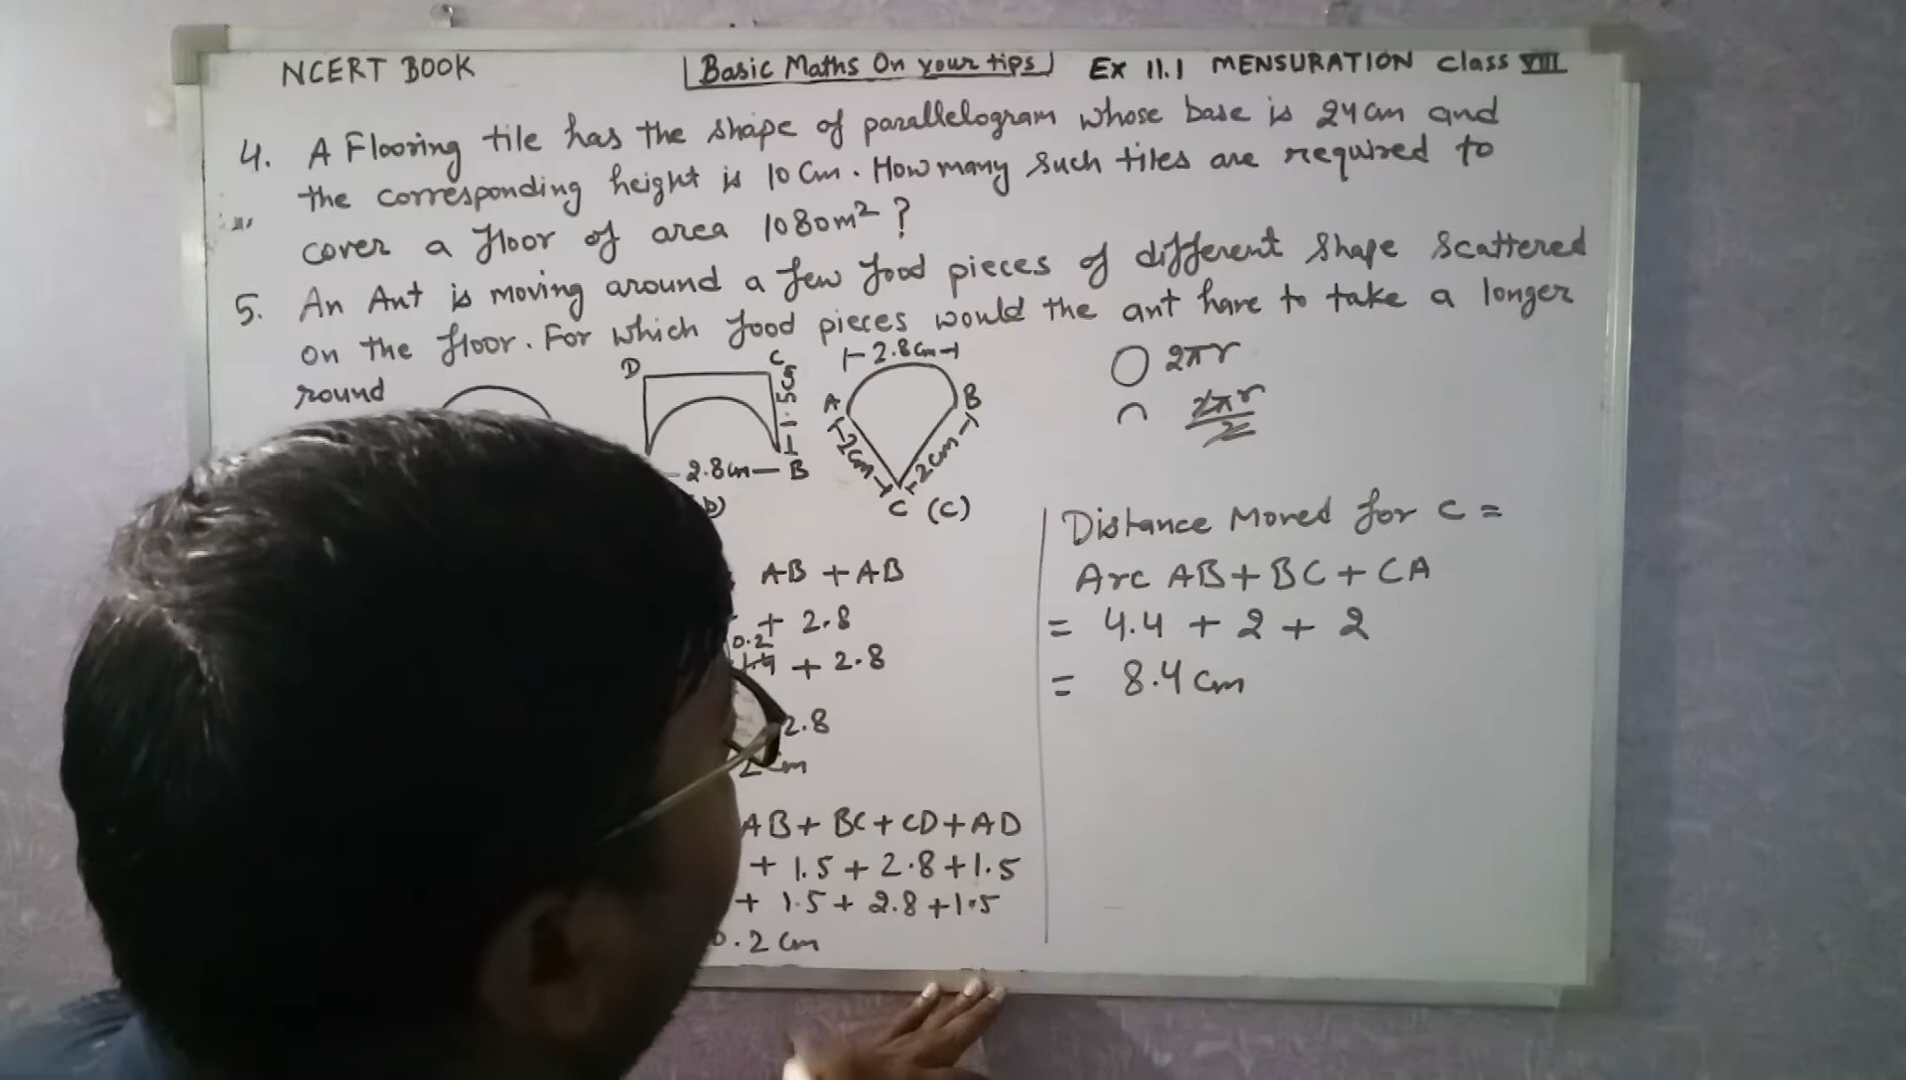 NCERT BOOK
Basic Maths On your tips
Ex 11.1 MENSURATION class VIII
4. A Flooring tile has the shape of parallelogram whose base is 24 cm and
the corresponding height is 10 Cm. How many such tiles are required to
cover a floor of area 1080m² ?
5. An Ant is moving around a few food pieces of different Shape Scattered
on the floor. For which food pieces would the ant have to take a longer
round
D
C
1.5cm
2.8cm
B
2.8cm
A
B
2cm
2cm
C (C)
2πr
2πr/2
AB + AB
+ 2.8
0.2
+ 2.8
2.8
2 cm
AB + BC + CD + AD
+ 1.5 + 2.8 + 1.5
+ 1.5 + 2.8 + 1.5
0.2 cm
Distance Moved for C =
Arc AB + BC + CA
= 4.4 + 2 + 2
= 8.4 cm